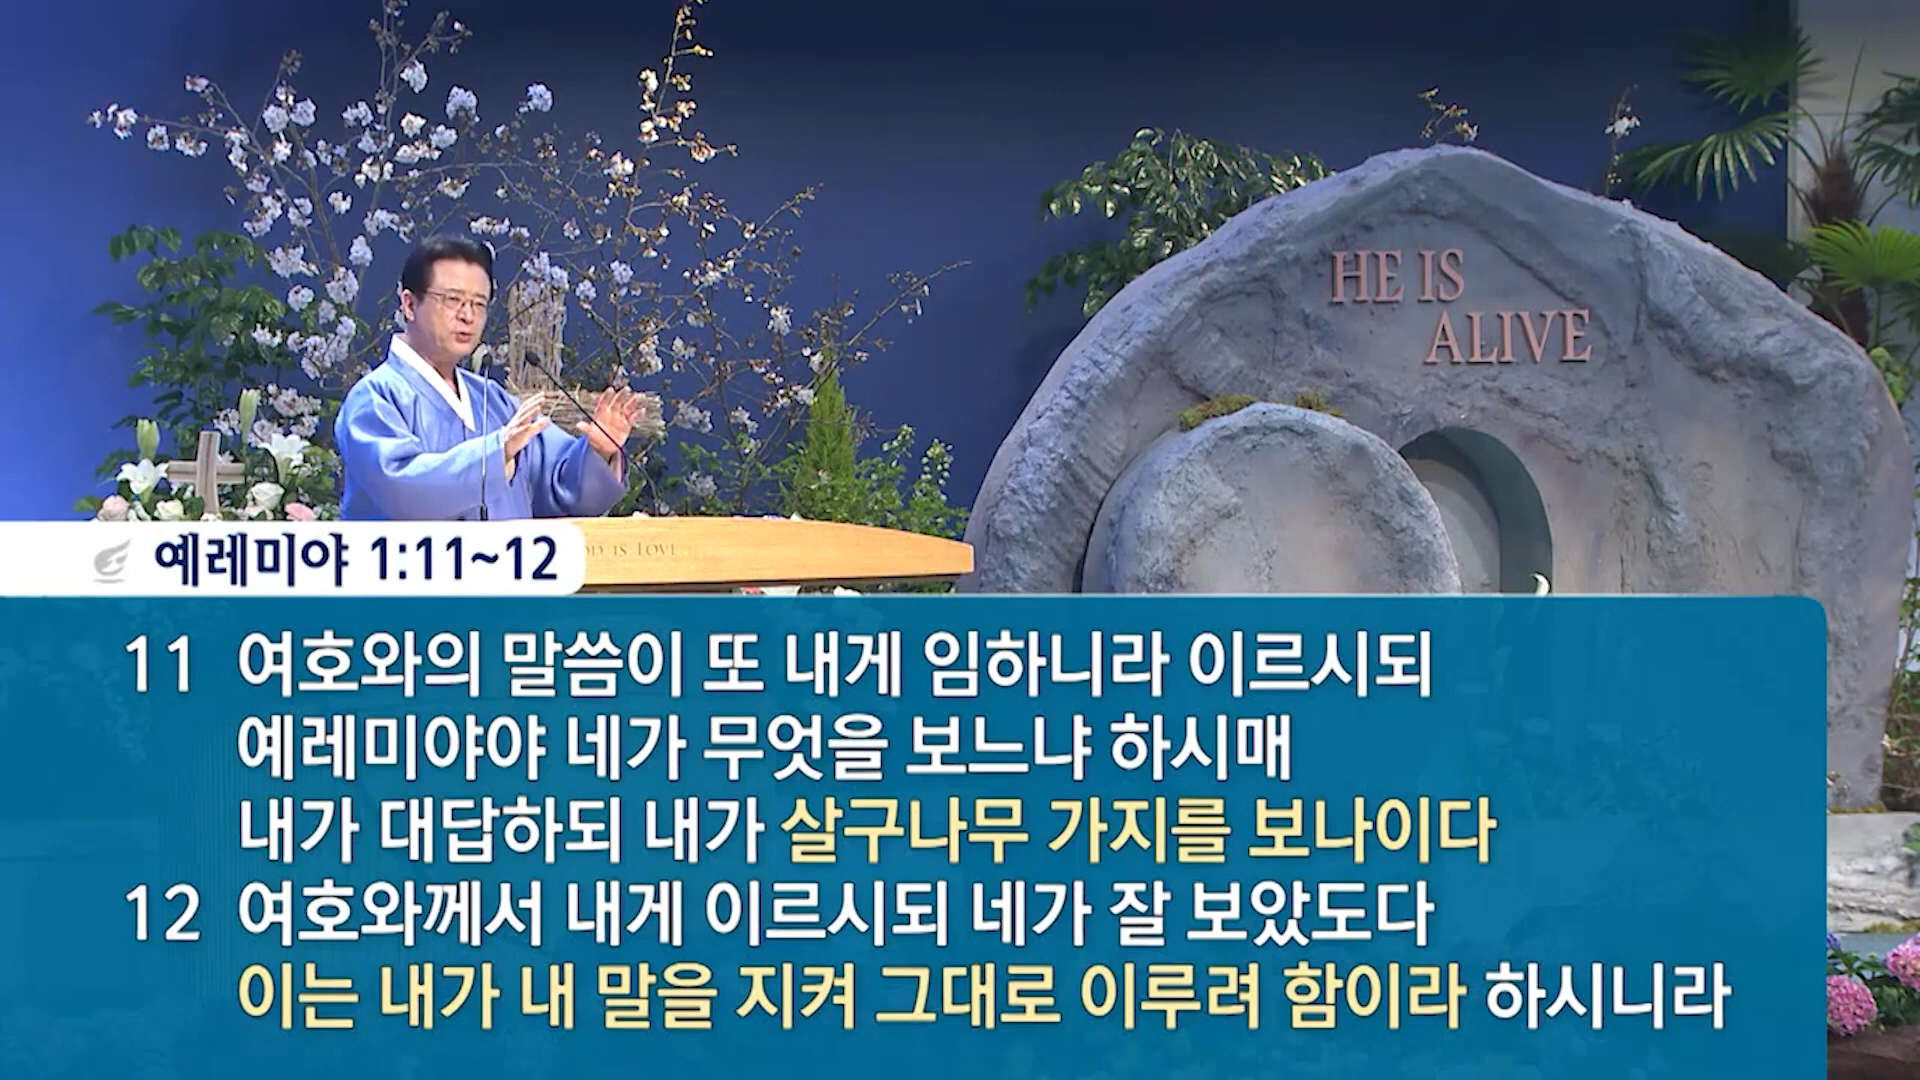 HE IS
ALIVE
예레미야 1:11~12
IS LOVE
11 여호와의 말씀이 또 내게 임하니라 이르시되
예레미야야 네가 무엇을 보느냐 하시매
내가 대답하되 내가 살구나무 가지를 보나이다
12 여호와께서 내게 이르시되 네가 잘 보았도다
이는 내가 내 말을 지켜 그대로 이루려 함이라 하시니라